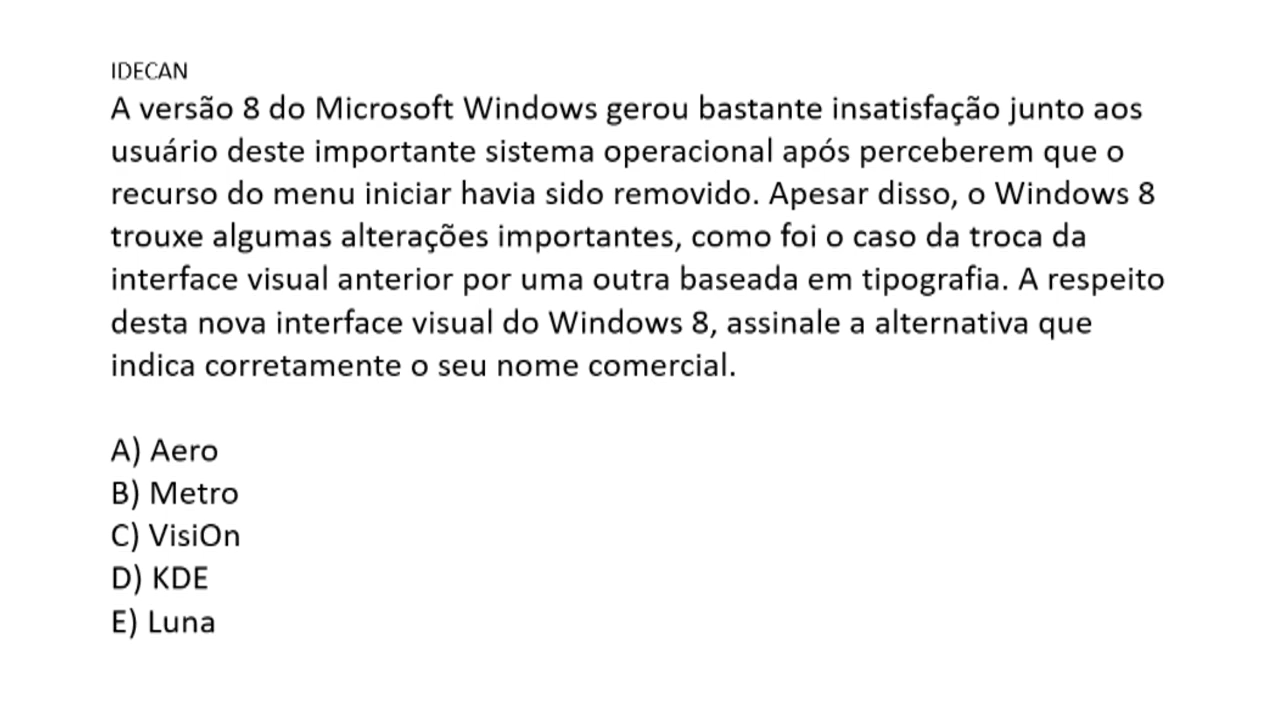 IDECAN
A versão 8 do Microsoft Windows gerou bastante insatisfação junto aos
usuário deste importante sistema operacional após perceberem que o
recurso do menu iniciar havia sido removido. Apesar disso, o Windows 8
trouxe algumas alterações importantes, como foi o caso da troca da
interface visual anterior por uma outra baseada em tipografia. A respeito
desta nova interface visual do Windows 8, assinale a alternativa que
indica corretamente o seu nome comercial.
A) Aero
B) Metro
C) VisiOn
D) KDE
E) Luna